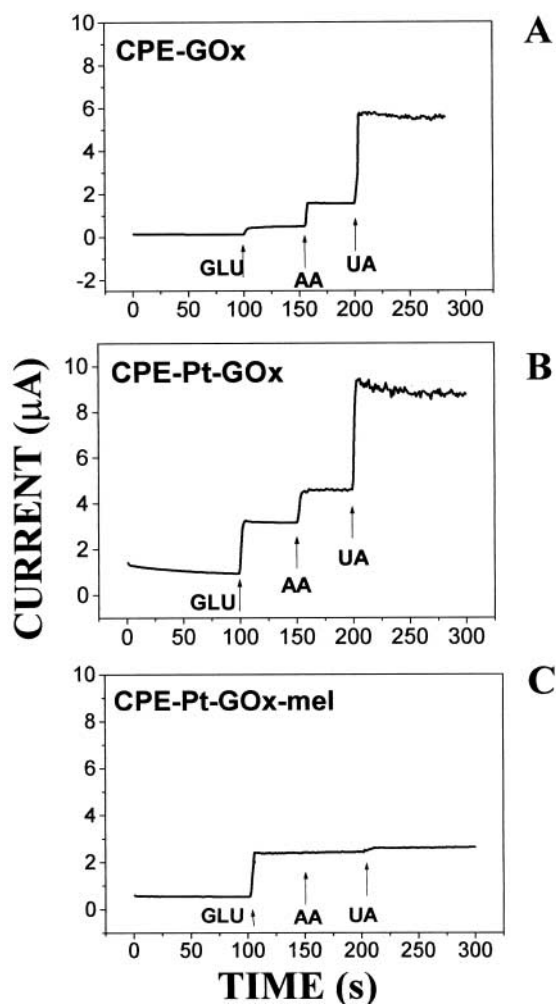 A
CPE-GOx
10
8
6
4
2
0
-2
GLU
AA
UA
0 50 100 150 200 250 300
B
CPE-Pt-GOx
10
8
6
4
2
0
GLU
AA
UA
0 50 100 150 200 250 300
CURRENT (µA)
C
CPE-Pt-GOx-mel
10
8
6
4
2
0
GLU
AA
UA
0 50 100 150 200 250 300
TIME (s)